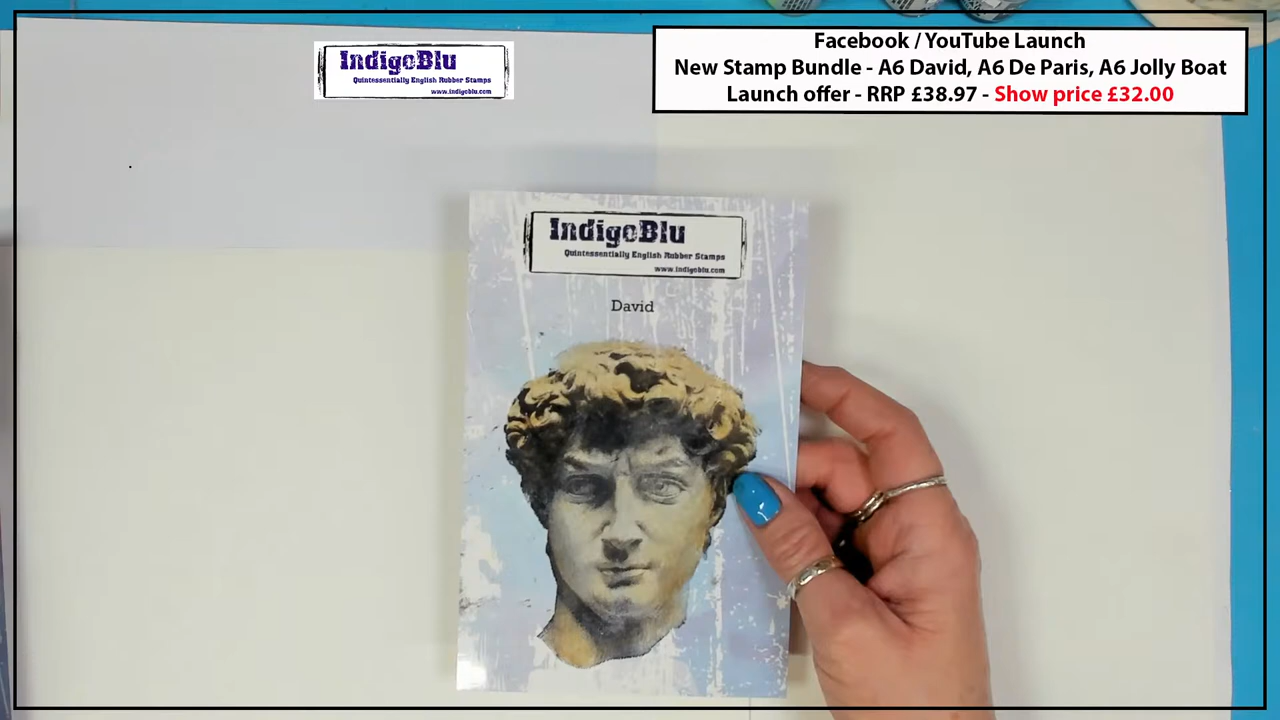 IndigoBlu
Quintessentially English Rubber Stamps
www.indigoblu.com
Facebook / YouTube Launch
New Stamp Bundle - A6 David, A6 De Paris, A6 Jolly Boat
Launch offer - RRP £38.97 - Show price £32.00
IndigoBlu
Quintessentially English Rubber Stamps
www.indigoblu.com
David